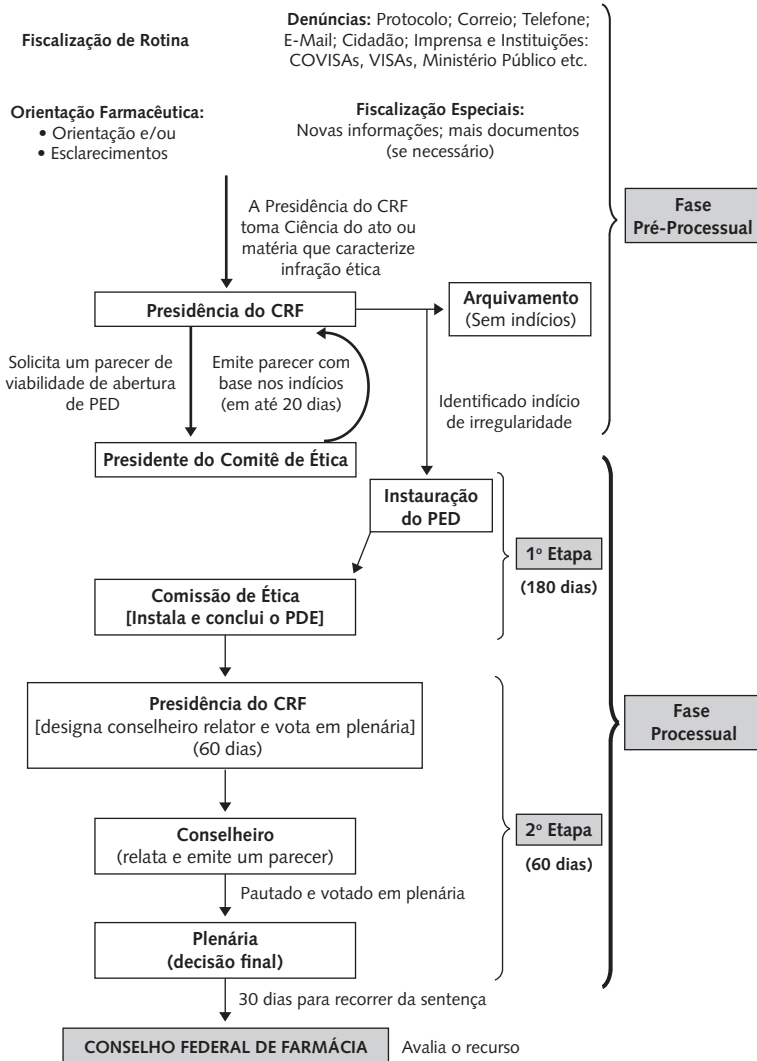 Fiscalização de Rotina
Denúncias: Protocolo; Correio; Telefone;
E-Mail; Cidadão; Imprensa e Instituições:
COVISAs, VISAs, Ministério Público etc.
Orientação Farmacêutica:
• Orientação e/ou
• Esclarecimentos
Fiscalização Especiais:
Novas informações; mais documentos
(se necessário)
Fase
Pré-Processual
A Presidência do CRF
toma Ciência do ato ou
matéria que caracterize
infração ética
Presidência do CRF
Arquivamento
(Sem indícios)
Solicita um parecer de
viabilidade de abertura
de PED
Emite parecer com
base nos indícios
(em até 20 dias)
Identificado indício
de irregularidade
Presidente do Comitê de Ética
Instauração
do PED
1º Etapa
(180 dias)
Comissão de Ética
[Instala e conclui o PDE]
Presidência do CRF
[designa conselheiro relator e vota em plenária]
(60 dias)
Fase
Processual
Conselheiro
(relata e emite um parecer)
2º Etapa
(60 dias)
Pautado e votado em plenária
Plenária
(decisão final)
30 dias para recorrer da sentença
CONSELHO FEDERAL DE FARMÁCIA
Avalia o recurso